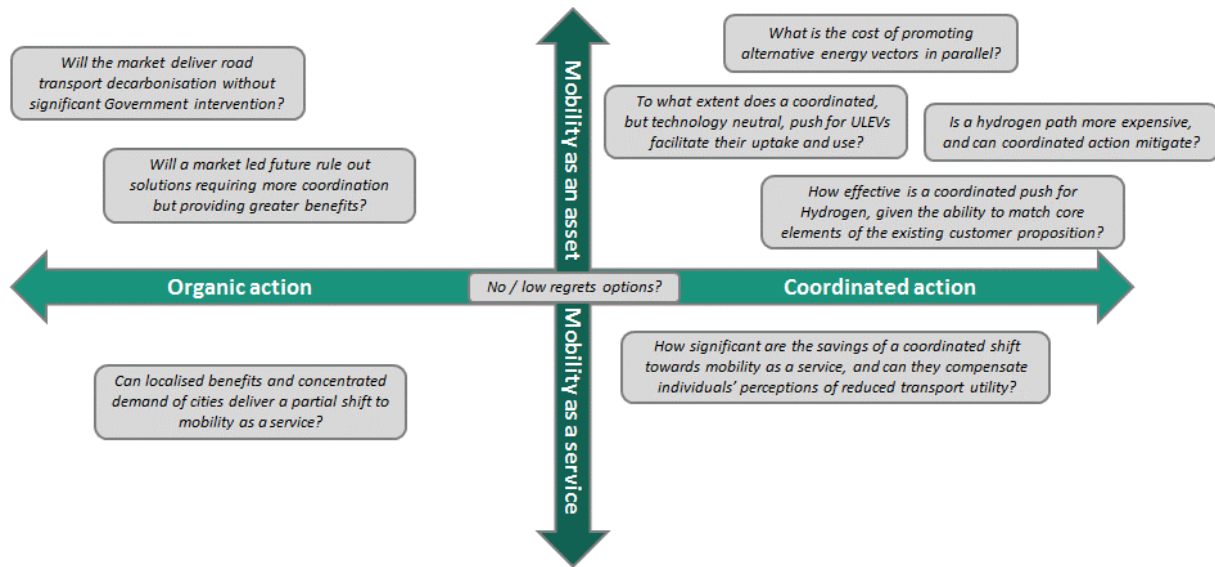 What is the cost of promoting
alternative energy vectors in parallel?
Will the market deliver road
transport decarbonisation without
significant Government intervention?
To what extent does a coordinated,
but technology neutral, push for ULEVs
facilitate their uptake and use?
Is a hydrogen path more expensive,
and can coordinated action mitigate?
Will a market led future rule out
solutions requiring more coordination
but providing greater benefits?
How effective is a coordinated push for
Hydrogen, given the ability to match core
elements of the existing customer proposition?
Mobility as an asset
Organic action
No / low regrets options?
Coordinated action
Mobility as a service
How significant are the savings of a coordinated shift
towards mobility as a service, and can they compensate
individuals’ perceptions of reduced transport utility?
Can localised benefits and concentrated
demand of cities deliver a partial shift to
mobility as a service?